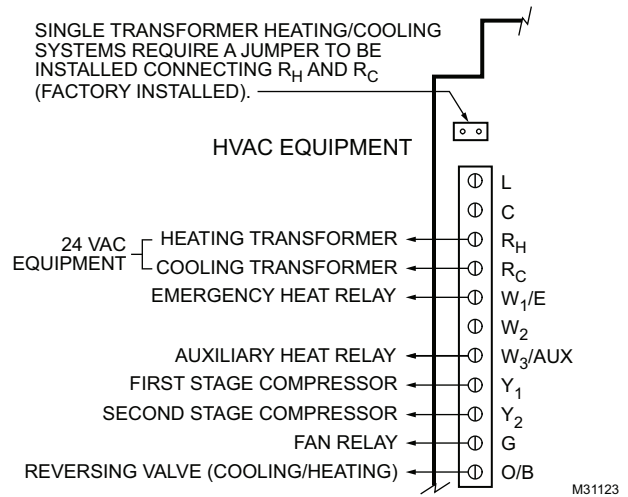 SINGLE TRANSFORMER HEATING/COOLING
SYSTEMS REQUIRE A JUMPER TO BE
INSTALLED CONNECTING RH AND RC
(FACTORY INSTALLED).
HVAC EQUIPMENT
L
C
24 VAC
EQUIPMENT
HEATING TRANSFORMER RH
COOLING TRANSFORMER RC
EMERGENCY HEAT RELAY W1/E
W2
AUXILIARY HEAT RELAY W3/AUX
FIRST STAGE COMPRESSOR Y1
SECOND STAGE COMPRESSOR Y2
FAN RELAY G
REVERSING VALVE (COOLING/HEATING) O/B
M31123